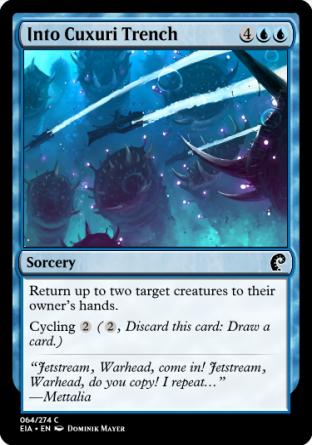 Into Cuxuri Trench 4
Sorcery
Return up to two target creatures to their
owner's hands.
Cycling 2 ( 2, Discard this card: Draw a
card.)
"Jetstream, Warhead, come in! Jetstream,
Warhead, do you copy! I repeat…"
—Mettalia
064/274 C
EIA • EN Dominik Mayer